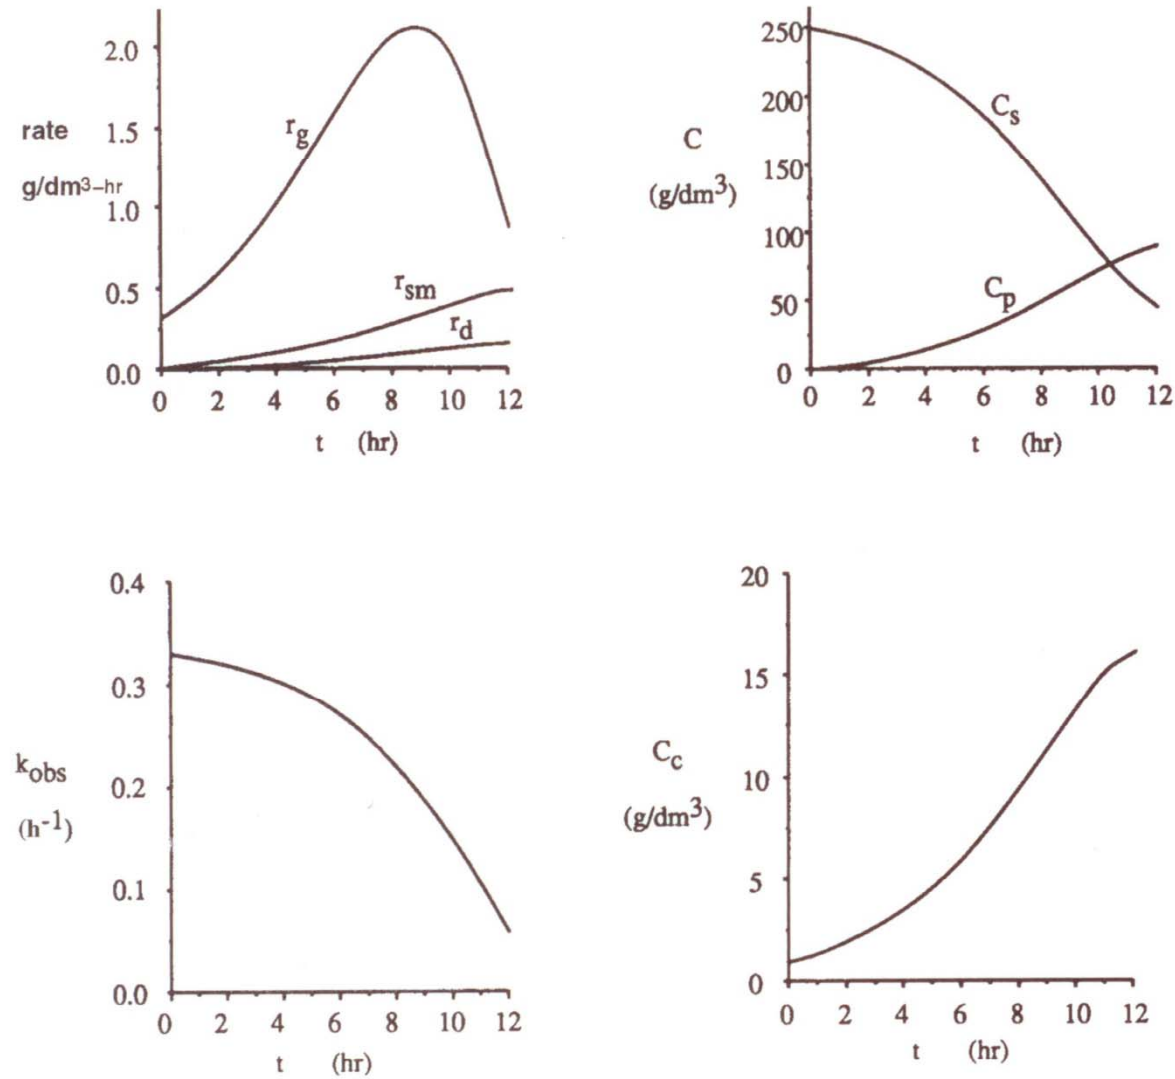 2.0
rate
1.5
r_g
g/dm³-hr
1.0
0.5
r_sm
r_d
0.0
0 2 4 6 8 10 12
t (hr)
250
200
C_s
C
150
(g/dm³)
100
50
C_p
0
0 2 4 6 8 10 12
t (hr)
0.4
0.3
k_obs
0.2
(h⁻¹)
0.1
0.0
0 2 4 6 8 10 12
t (hr)
20
15
C_c
10
(g/dm³)
5
0
0 2 4 6 8 10 12
t (hr)